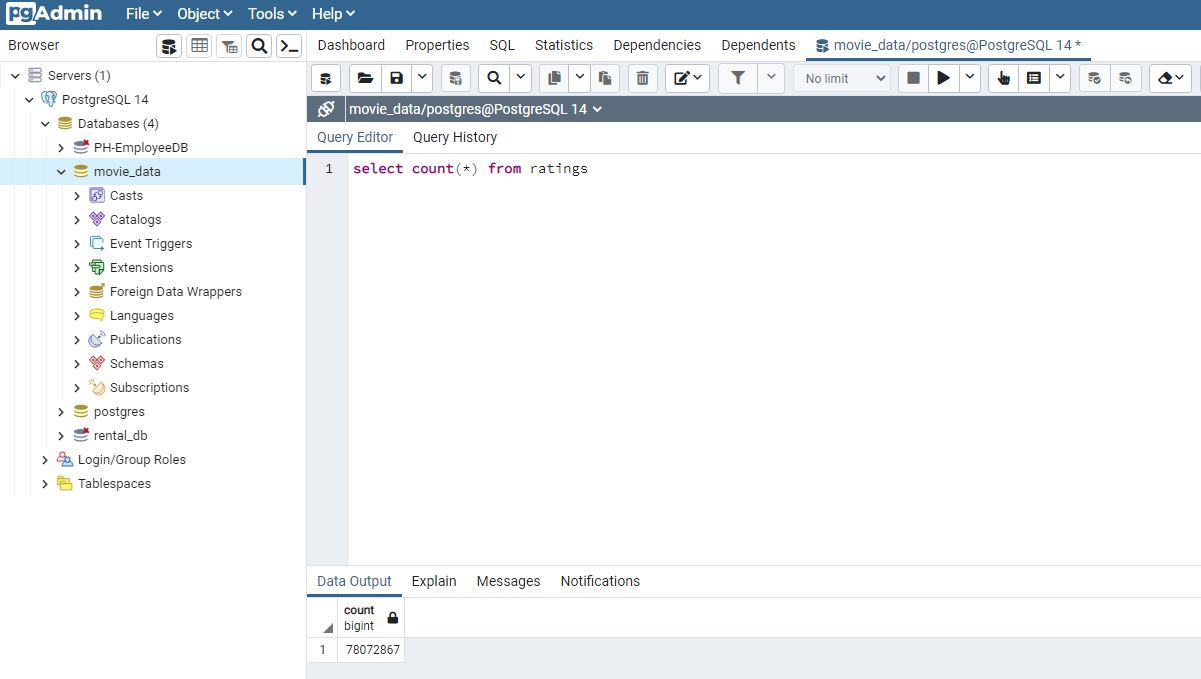 pgAdmin File Object Tools Help
Browser
Dashboard Properties SQL Statistics Dependencies Dependents movie_data/postgres@PostgreSQL 14 *
No limit
movie_data/postgres@PostgreSQL 14
Query Editor Query History
1 select count(*) from ratings
Servers (1)
PostgreSQL 14
Databases (4)
PH-EmployeeDB
movie_data
Casts
Catalogs
Event Triggers
Extensions
Foreign Data Wrappers
Languages
Publications
Schemas
Subscriptions
postgres
rental_db
Login/Group Roles
Tablespaces
Data Output Explain Messages Notifications
count
bigint
1 78072867